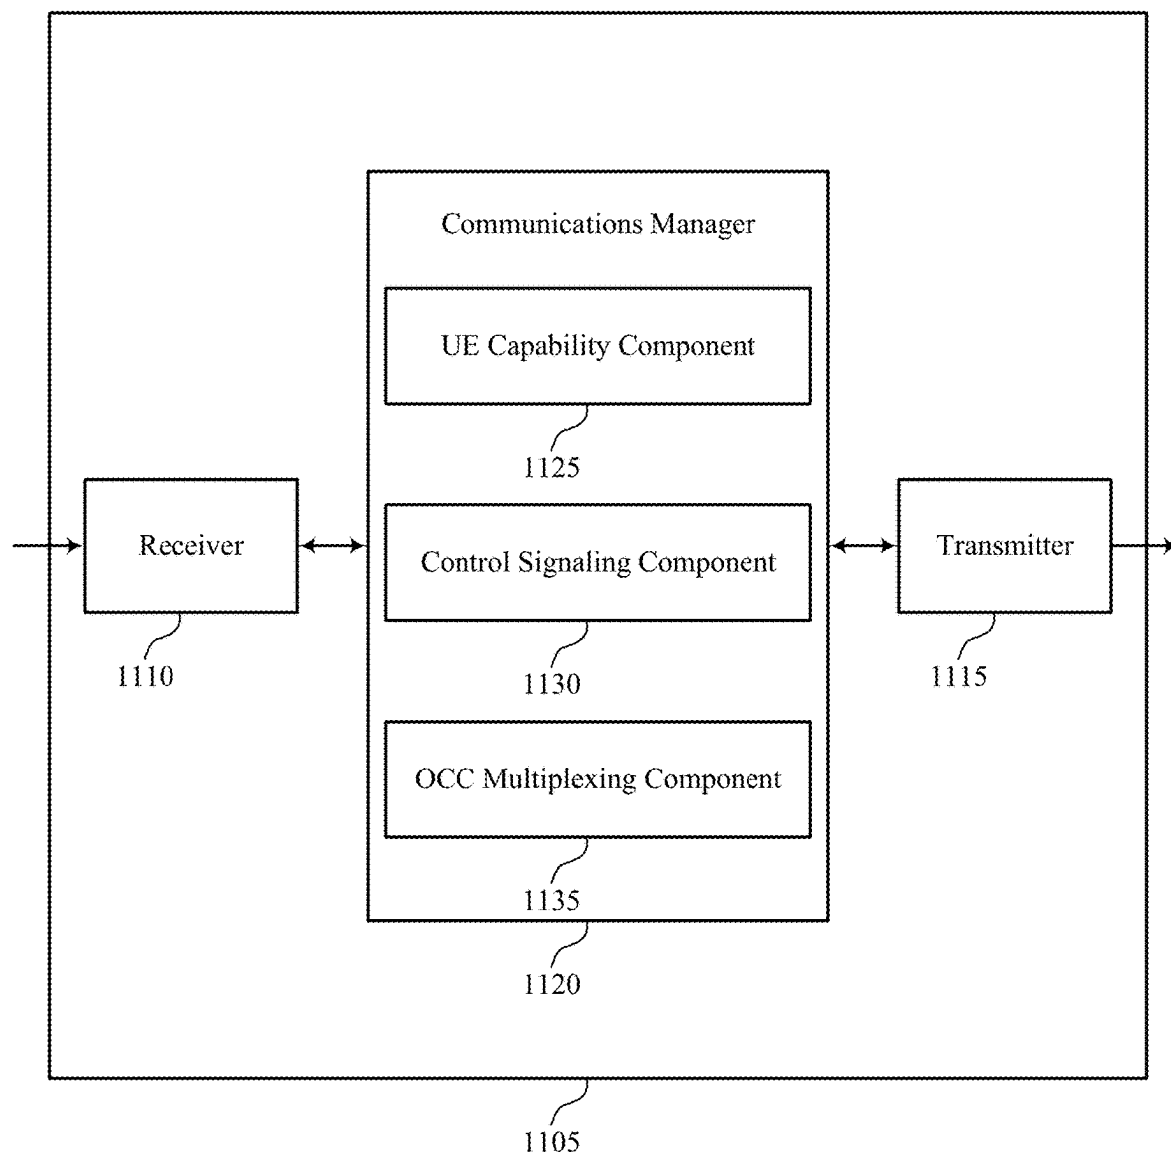 Communications Manager
UE Capability Component
1125
Receiver
1110
Control Signaling Component
1130
Transmitter
1115
OCC Multiplexing Component
1135
1120
1105